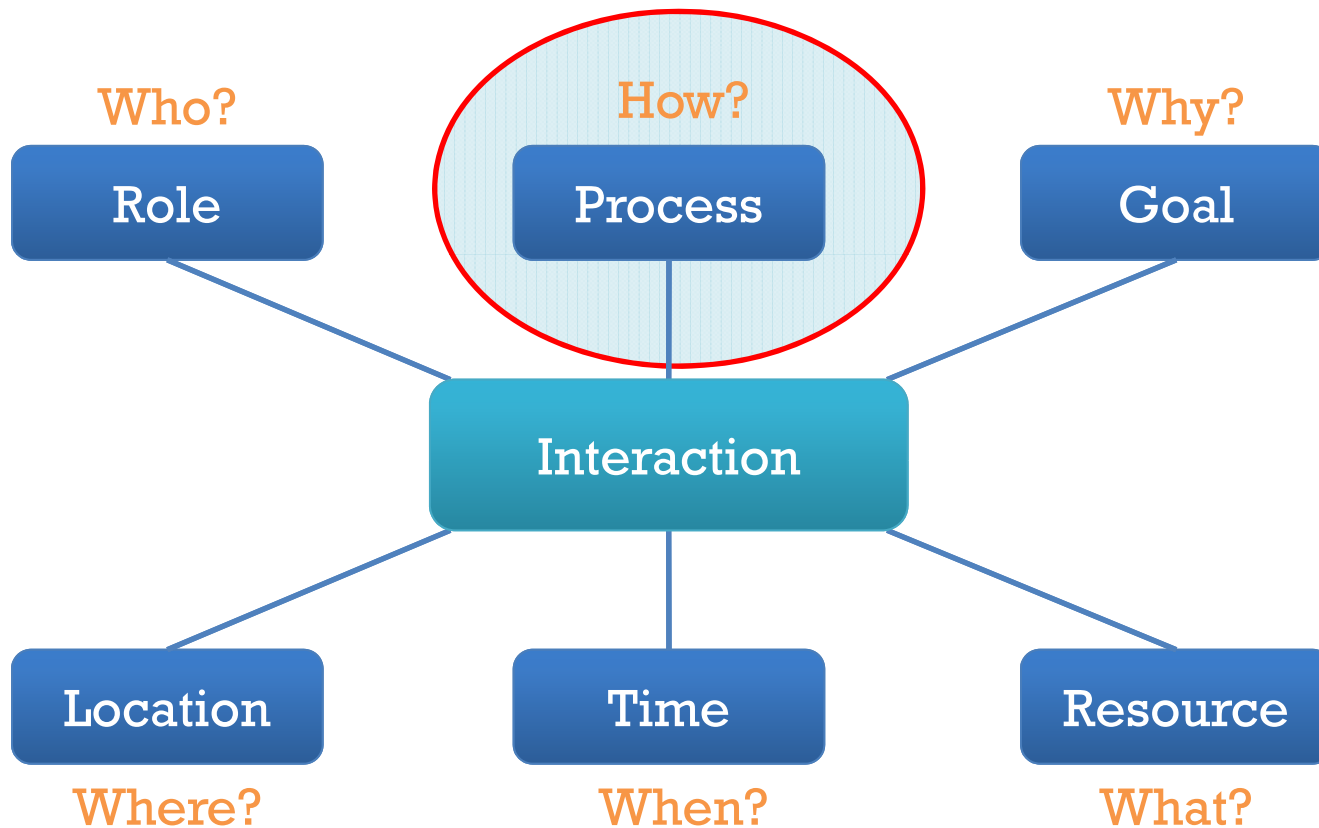 Who?
How?
Why?
Role
Process
Goal
Interaction
Location
Time
Resource
Where?
When?
What?